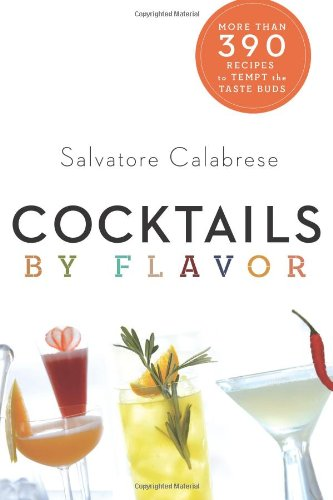 Copyrighted Material
MORE THAN
390
RECIPES
to TEMPT the
TASTE BUDS
Salvatore Calabrese
COCKTAILS
BY FLAVOR
Copyrighted Material